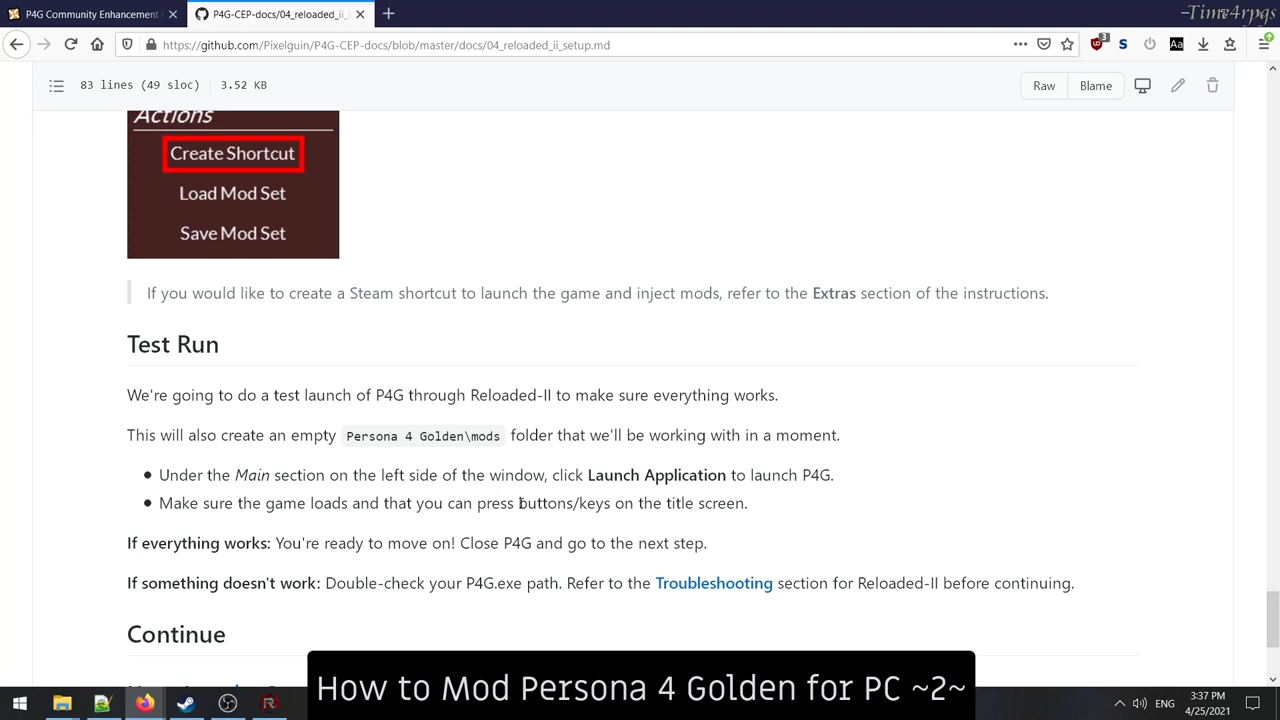 P4G Community Enhancement
P4G-CEP-docs/04_reloaded_ii_s
~Time4rpgs
https://github.com/Pixelguin/P4G-CEP-docs/blob/master/docs/04_reloaded_ii_setup.md
3
S
Aa
83 lines (49 sloc)
3.52 KB
Raw
Blame
Actions
Create Shortcut
Load Mod Set
Save Mod Set
If you would like to create a Steam shortcut to launch the game and inject mods, refer to the Extras section of the instructions.
Test Run
We're going to do a test launch of P4G through Reloaded-II to make sure everything works.
This will also create an empty Persona 4 Golden\mods folder that we'll be working with in a moment.
Under the Main section on the left side of the window, click Launch Application to launch P4G.
Make sure the game loads and that you can press buttons/keys on the title screen.
If everything works: You're ready to move on! Close P4G and go to the next step.
If something doesn't work: Double-check your P4G.exe path. Refer to the Troubleshooting section for Reloaded-II before continuing.
Continue
How to Mod Persona 4 Golden for PC ~2~
ENG
3:37 PM
4/25/2021